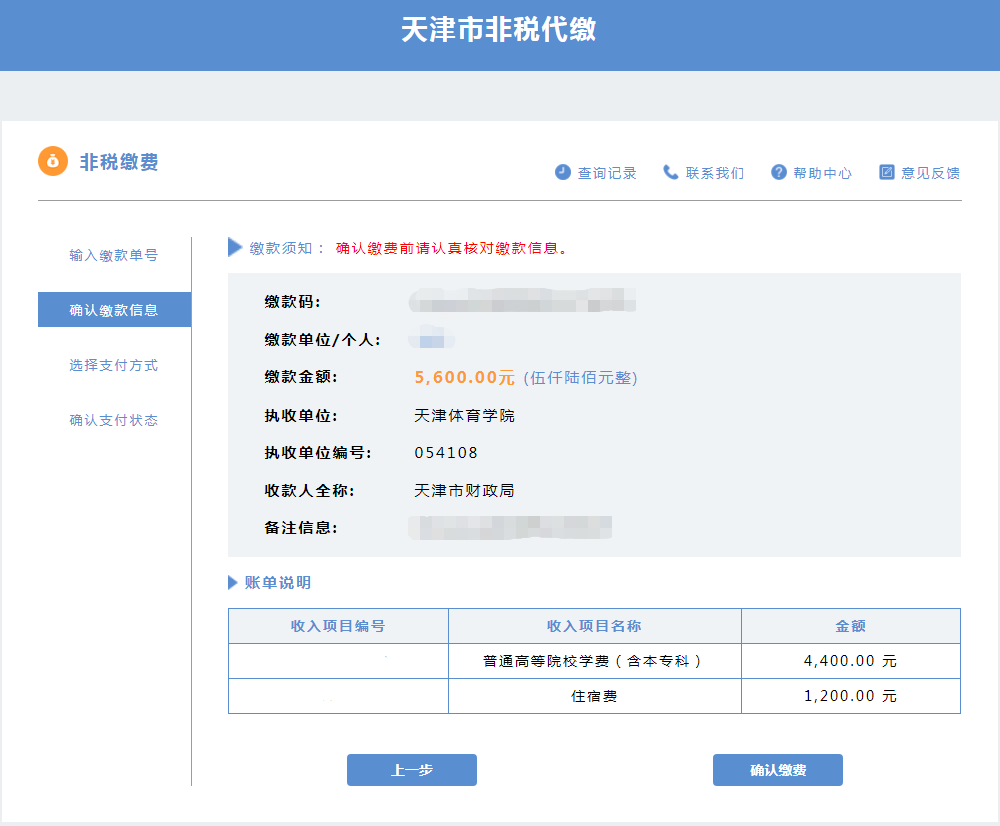 天津市非税代缴
非税缴费
查询记录 联系我们 帮助中心 意见反馈
输入缴款单号
确认缴款信息
选择支付方式
确认支付状态
缴款须知： 确认缴费前请认真核对缴款信息。
缴款码:
缴款单位/个人:
缴款金额: 5,600.00元 (伍仟陆佰元整)
执收单位: 天津体育学院
执收单位编号: 054108
收款人全称: 天津市财政局
备注信息:
账单说明
收入项目编号 收入项目名称 金额
普通高等院校学费（含本专科） 4,400.00 元
住宿费 1,200.00 元
上一步 确认缴费